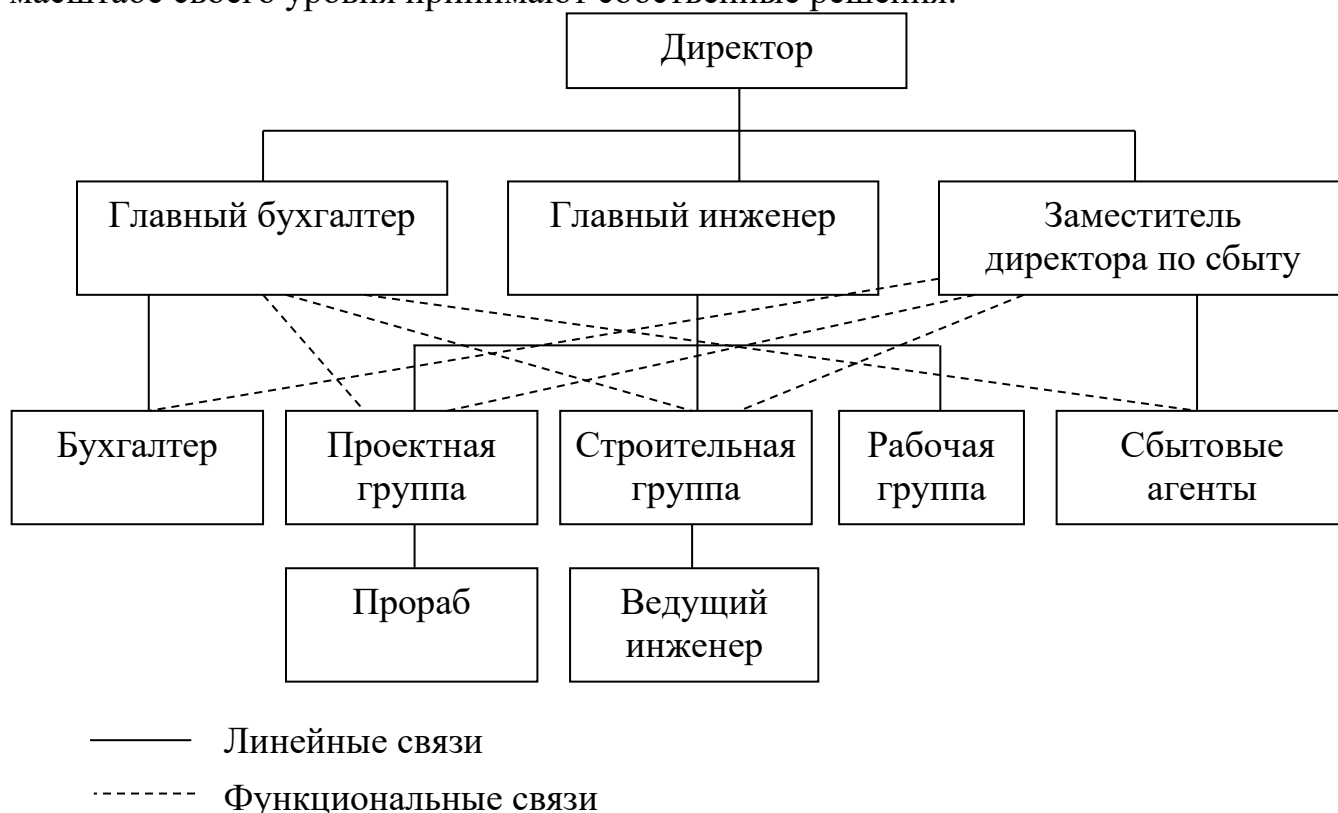 масштабе своего уровня принимают собственные решения.
Директор
Главный бухгалтер
Главный инженер
Заместитель
директора по сбыту
Бухгалтер
Проектная
группа
Строительная
группа
Рабочая
группа
Сбытовые
агенты
Прораб
Ведущий
инженер
Линейные связи
Функциональные связи